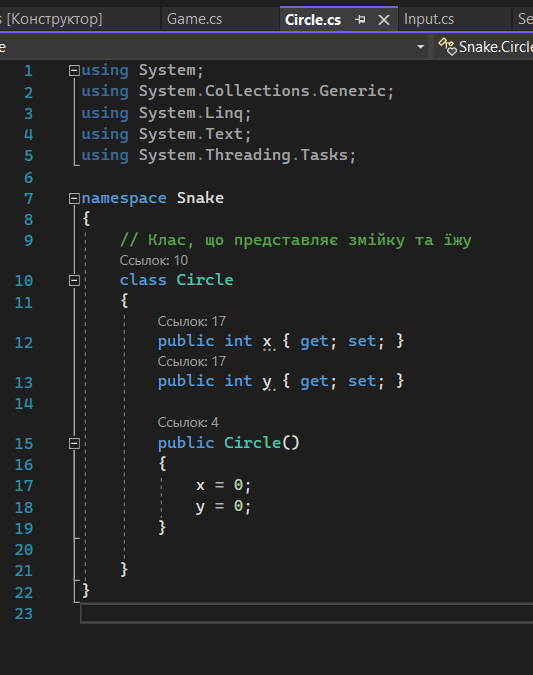 s [Конструктор] Game.cs Circle.cs Input.cs Se
e Snake.Circle
1 using System;
2 using System.Collections.Generic;
3 using System.Linq;
4 using System.Text;
5 using System.Threading.Tasks;
6
7 namespace Snake
8 {
9 // Клас, що представляє змійку та їжу
Ссылок: 10
10 class Circle
11 {
Ссылок: 17
12 public int x { get; set; }
Ссылок: 17
13 public int y { get; set; }
14
Ссылок: 4
15 public Circle()
16 {
17 x = 0;
18 y = 0;
19 }
20
21 }
22 }
23